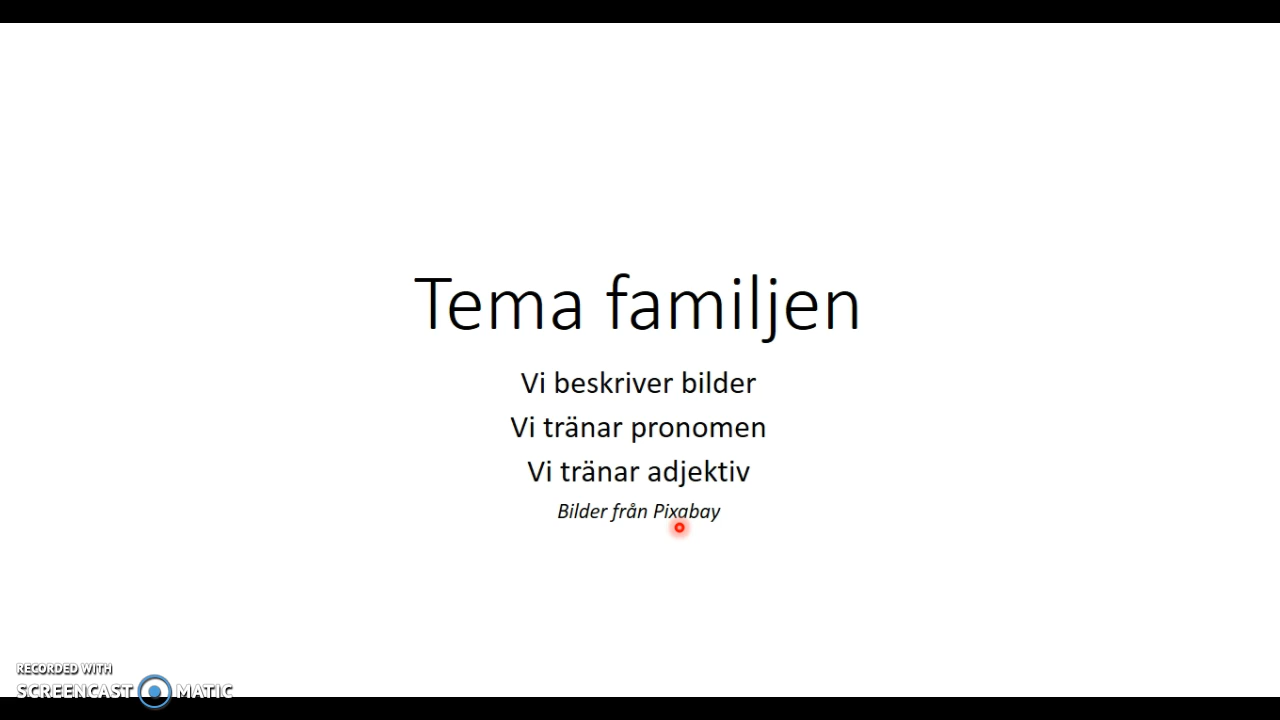 Tema familjen
Vi beskriver bilder
Vi tränar pronomen
Vi tränar adjektiv
Bilder från Pixabay
RECORDED WITH
SCREENCAST MATIC